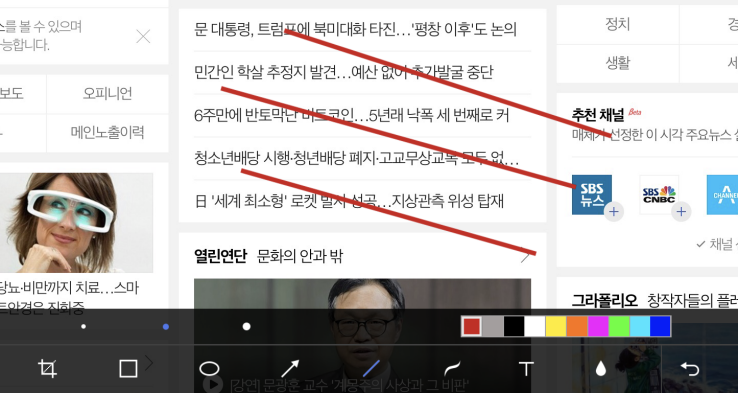 스를 볼 수 있으며
능합니다.
보도
오피니언
메인노출이력
당뇨·비만까지 치료…스마
트안경은 진화중
문 대통령, 트럼프에 북미대화 타진…'평창 이후'도 논의
민간인 학살 추정지 발견…예산 없어 추가발굴 중단
6주만에 반토막난 비트코인…5년래 낙폭 세 번째로 커
청소년배당 시행·청년배당 폐지·고교무상교복 모두 없…
日 '세계 최소형' 로켓 발사 성공…지상관측 위성 탑재
열린연단 문화의 안과 밖
[강연] 문광훈 교수 '계몽주의 사상과 그 비판'
정치
경
생활
세
추천 채널 Beta
매체가 선정한 이 시각 주요뉴스
SBS
뉴스
SBS
CNBC
CHANNEL
채널
그라폴리오 창작자들의 플
T